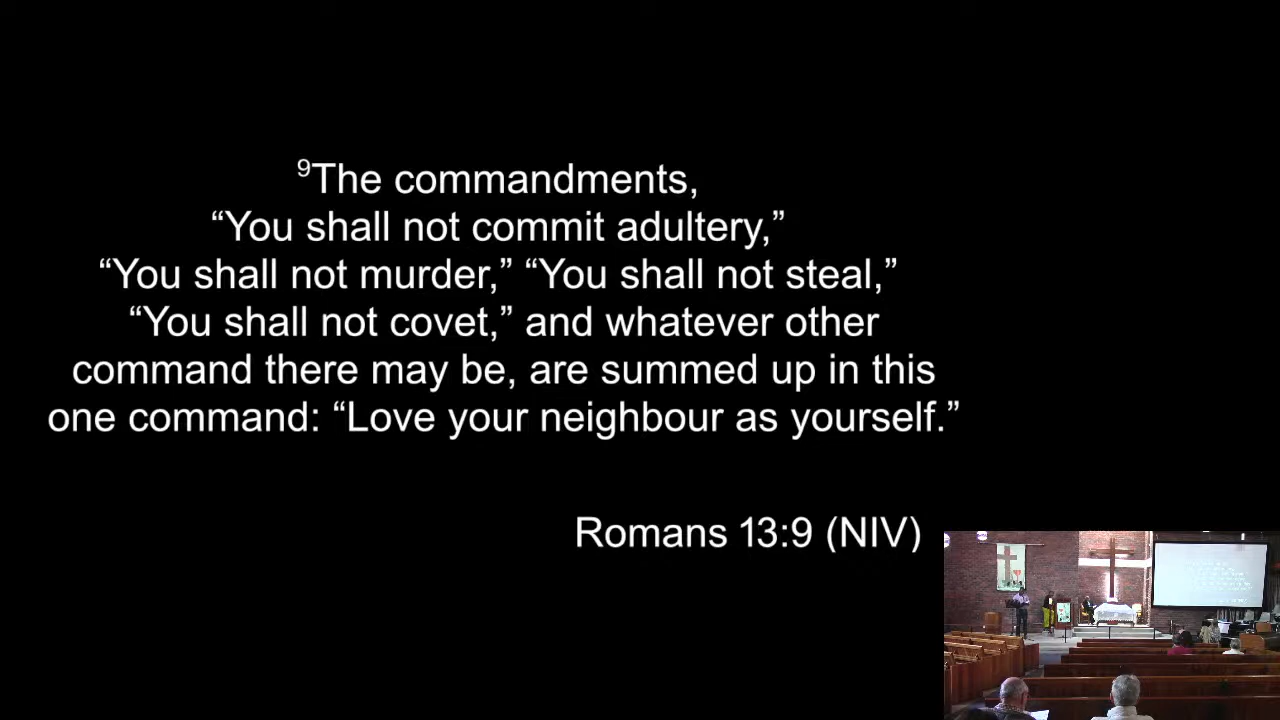 ⁹The commandments,
“You shall not commit adultery,”
“You shall not murder,” “You shall not steal,”
“You shall not covet,” and whatever other
command there may be, are summed up in this
one command: “Love your neighbour as yourself.”
Romans 13:9 (NIV)